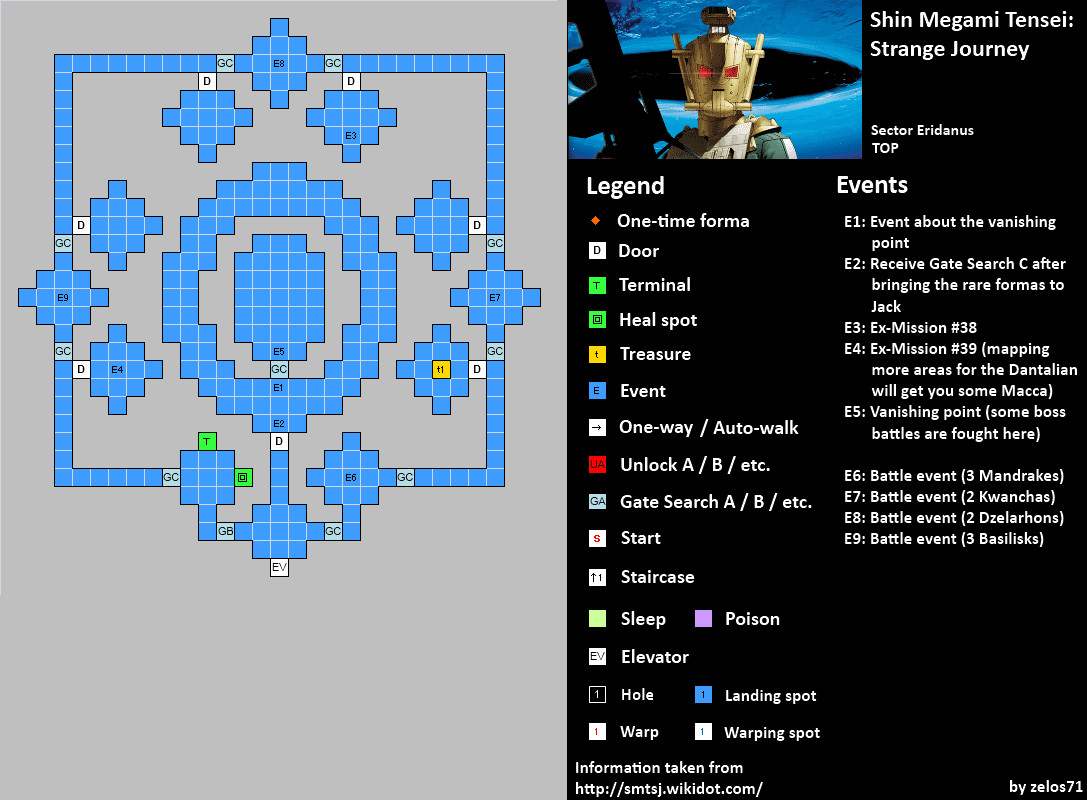 GC
E8
GC
D
D
E3
D
D
GC
GC
E9
E7
GC
E5
GC
D
E4
GC
t1
D
E1
E2
T
D
GC
E6
GC
GB
GC
EV
Shin Megami Tensei:
Strange Journey
Sector Eridanus
TOP
Legend
One-time forma
D Door
T Terminal
Heal spot
t Treasure
E Event
→ One-way / Auto-walk
UA Unlock A / B / etc.
GA Gate Search A / B / etc.
S Start
↑1 Staircase
Sleep
Poison
EV Elevator
1 Hole
1 Landing spot
1 Warp
1 Warping spot
Information taken from
http://smtsj.wikidot.com/
Events
E1: Event about the vanishing
point
E2: Receive Gate Search C after
bringing the rare formas to
Jack
E3: Ex-Mission #38
E4: Ex-Mission #39 (mapping
more areas for the Dantalian
will get you some Macca)
E5: Vanishing point (some boss
battles are fought here)
E6: Battle event (3 Mandrakes)
E7: Battle event (2 Kwanchas)
E8: Battle event (2 Dzelarhons)
E9: Battle event (3 Basilisks)
by zelos71